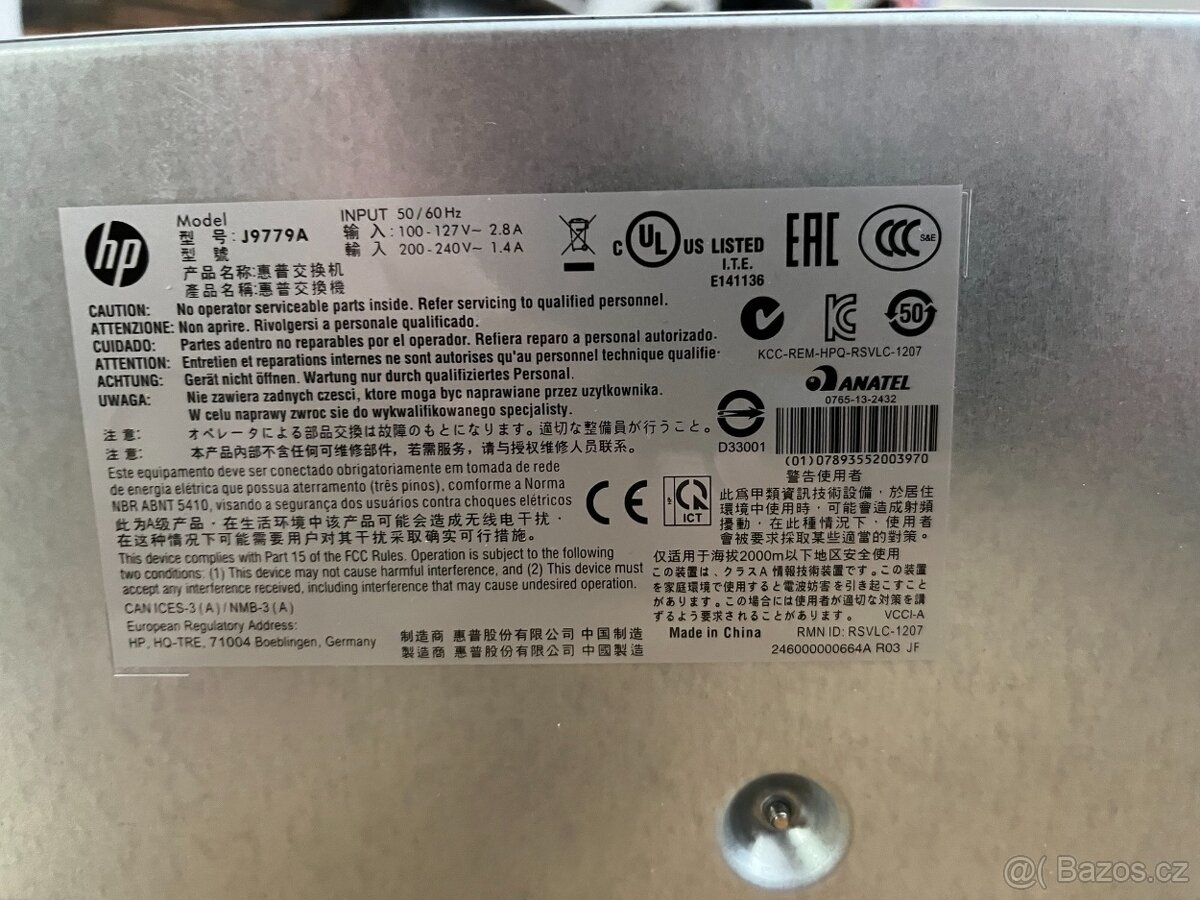 hp
Model
型 号: J9779A
型 號
INPUT 50/60Hz
输 入: 100-127V~ 2.8A
輸 入 200-240V~ 1.4A
产品名称:惠普交换机
產品名稱:惠普交換機
c UL US LISTED
I.T.E.
E141136
EAC
CCC S&E
CAUTION: No operator serviceable parts inside. Refer servicing to qualified personnel.
ATTENZIONE: Non aprire. Rivolgersi a personale qualificato.
CUIDADO: Partes adentro no reparables por el operador. Refiera reparo a personal autorizado.
ATTENTION: Entretien et reparations internes ne sont autorises qu'au personnel technique qualifie.
ACHTUNG: Gerät nicht öffnen. Wartung nur durch qualifiziertes Personal.
UWAGA: Nie zawiera zadnych czesci, ktore moga byc naprawiane przez uzytkownika.
W celu naprawy zwroc sie do wykwalifikowanego specjalisty.
注 意: オペレータによる部品交換は故障のもとになります。適切な整備員が行うこと。
注 意: 本产品内部不含任何可维修部件，若需服务，请与授权维修人员联系。
KC
50
KCC-REM-HPQ-RSVLC-1207
ANATEL
0765-13-2432
D33001
(01)07893552003970
Este equipamento deve ser conectado obrigatoriamente em tomada de rede
de energia elétrica que possua aterramento (três pinos), comforme a Norma
NBR ABNT 5410, visando a segurança dos usuários contra choques elétricos
此为A级产品，在生活环境中该产品可能会造成无线电干扰，
在这种情况下可能需要用户对其干扰采取确实可行措施。
CE
ICT
警告使用者
此爲甲類資訊技術設備，於居住
環境中使用時，可能會造成射頻
擾動，在此種情況下，使用者
會被要求採取某些適當的對策。
This device complies with Part 15 of the FCC Rules. Operation is subject to the following
two conditions: (1) This device may not cause harmful interference, and (2) This device must
accept any interference received, including interference that may cause undesired operation.
仅适用于海拔2000m以下地区安全使用
この装置は、クラスA情報技術装置です。この装置
を家庭環境で使用すると電波妨害を引き起こすこと
があります。この場合には使用者が適切な対策を講
ずるよう要求されることがあります。 VCCI-A
CAN ICES-3 (A) / NMB-3 (A)
European Regulatory Address:
HP, HQ-TRE, 71004 Boeblingen, Germany
制造商 惠普股份有限公司 中国制造
製造商 惠普股份有限公司 中國製造
Made in China
RMN ID: RSVLC-1207
246000000664A R03 JF
@( Bazos.cz